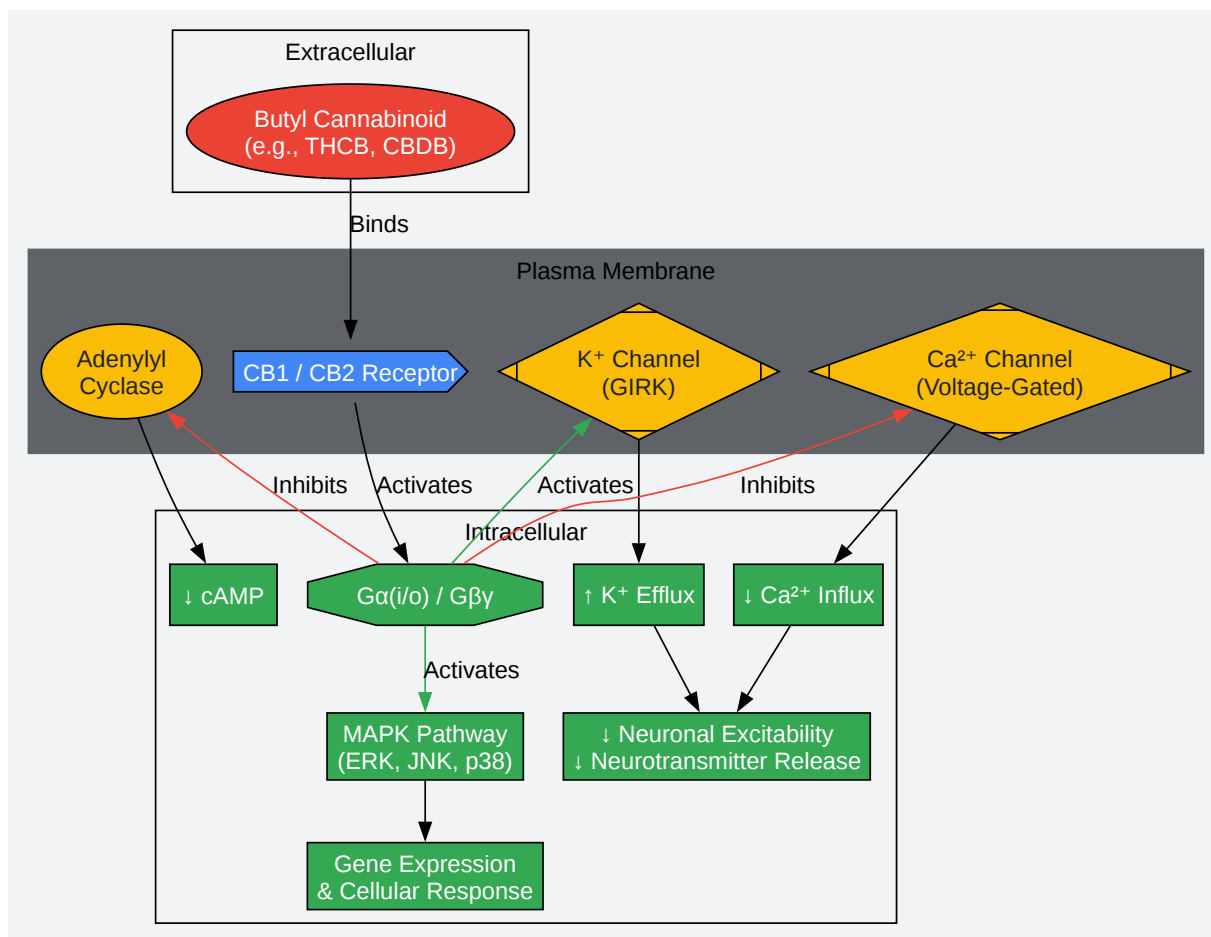 Extracellular
Butyl Cannabinoid
(e.g., THCB, CBDB)
Binds
Plasma Membrane
Adenylyl
Cyclase
CB1 / CB2 Receptor
K⁺ Channel
(GIRK)
Ca²⁺ Channel
(Voltage-Gated)
Inhibits
Activates
Activates
Inhibits
Intracellular
↓ cAMP
Gα(i/o) / Gβγ
↑ K⁺ Efflux
↓ Ca²⁺ Influx
Activates
MAPK Pathway
(ERK, JNK, p38)
↓ Neuronal Excitability
↓ Neurotransmitter Release
Gene Expression
& Cellular Response